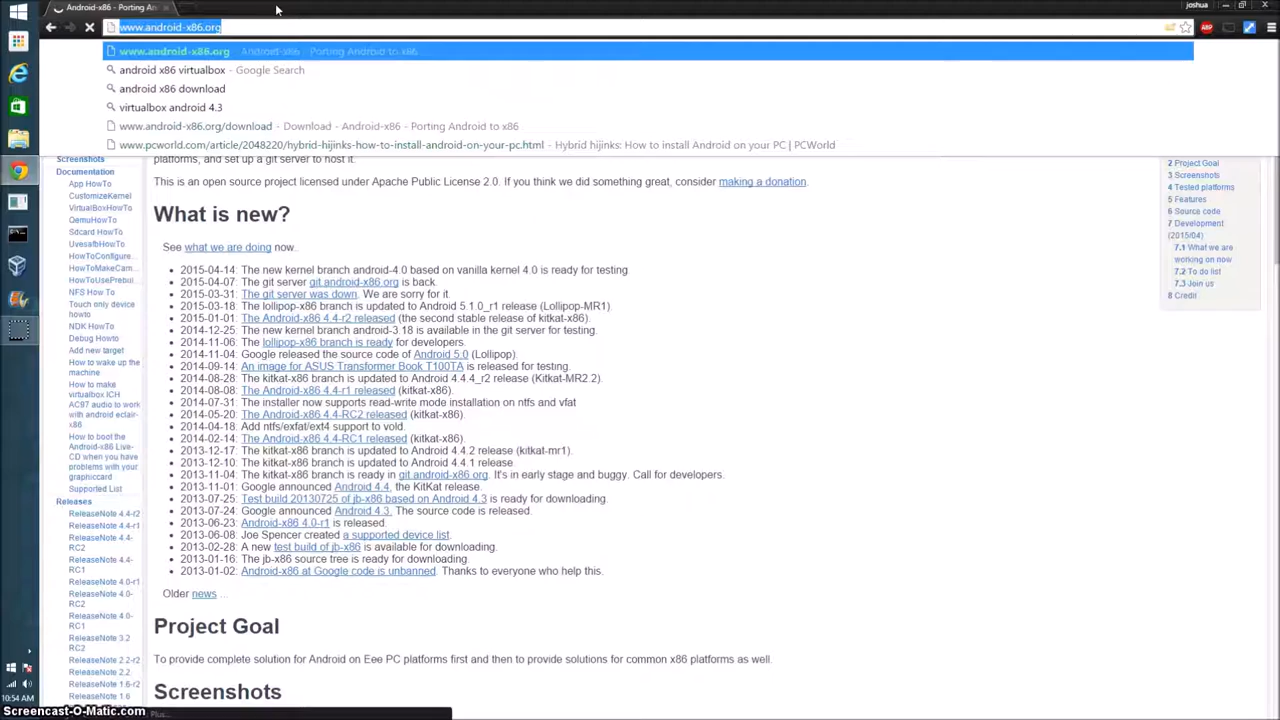 Android-x86 - Porting An
joshua
www.android-x86.org
www.android-x86.org Android-x86 - Porting Android to x86
android x86 virtualbox - Google Search
android x86 download
virtualbox android 4.3
www.android-x86.org/download - Download - Android-x86 - Porting Android to x86
www.pcworld.com/article/2048220/hybrid-hijinks-how-to-install-android-on-your-pc.html - Hybrid hijinks: How to install Android on your PC | PCWorld
Screenshots
Documentation
App HowTo
CustomizeKernel
VirtualBoxHowTo
QemuHowTo
Sdcard HowTo
UvesafbHowTo
HowToConfigure...
HowToMakeCam...
HowToUsePrebui...
NFS How To
Touch only device
howto
NDK HowTo
Debug Howto
Add new target
How to wake up the
machine
How to make
virtualbox ICH
AC97 audio to work
with android eclair-
x86
How to boot the
Android-x86 Live-
CD when you have
problems with your
graphiccard
Supported List
Releases
ReleaseNote 4.4-r2
ReleaseNote 4.4-r1
ReleaseNote 4.4-
RC2
ReleaseNote 4.4-
RC1
ReleaseNote 4.0-r1
ReleaseNote 4.0-
RC2
ReleaseNote 4.0-
RC1
ReleaseNote 3.2
RC2
ReleaseNote 2.2-r2
ReleaseNote 2.2
ReleaseNote 1.6-r2
ReleaseNote 1.6
platforms, and set up a git server to host it.
This is an open source project licensed under Apache Public License 2.0. If you think we did something great, consider making a donation.
What is new?
See what we are doing now.
2015-04-14: The new kernel branch android-4.0 based on vanilla kernel 4.0 is ready for testing
2015-04-07: The git server git.android-x86.org is back.
2015-03-31: The git server was down. We are sorry for it.
2015-03-18: The lollipop-x86 branch is updated to Android 5.1.0_r1 release (Lollipop-MR1)
2015-01-01: The Android-x86 4.4-r2 released (the second stable release of kitkat-x86).
2014-12-25: The new kernel branch android-3.18 is available in the git server for testing.
2014-11-06: The lollipop-x86 branch is ready for developers.
2014-11-04: Google released the source code of Android 5.0 (Lollipop).
2014-09-14: An image for ASUS Transformer Book T100TA is released for testing.
2014-08-28: The kitkat-x86 branch is updated to Android 4.4.4_r2 release (Kitkat-MR2.2).
2014-08-08: The Android-x86 4.4-r1 released (kitkat-x86).
2014-07-31: The installer now supports read-write mode installation on ntfs and vfat
2014-05-20: The Android-x86 4.4-RC2 released (kitkat-x86).
2014-04-18: Add ntfs/exfat/ext4 support to vold.
2014-02-14: The Android-x86 4.4-RC1 released (kitkat-x86).
2013-12-17: The kitkat-x86 branch is updated to Android 4.4.2 release (kitkat-mr1).
2013-12-10: The kitkat-x86 branch is updated to Android 4.4.1 release.
2013-11-04: The kitkat-x86 branch is ready in git.android-x86.org. It's in early stage and buggy. Call for developers.
2013-11-01: Google announced Android 4.4, the KitKat release.
2013-07-25: Test build 20130725 of jb-x86 based on Android 4.3 is ready for downloading.
2013-07-24: Google announced Android 4.3. The source code is released.
2013-06-23: Android-x86 4.0-r1 is released.
2013-06-08: Joe Spencer created a supported device list.
2013-02-28: A new test build of jb-x86 is available for downloading.
2013-01-16: The jb-x86 source tree is ready for downloading.
2013-01-02: Android-x86 at Google code is unbanned. Thanks to everyone who help this.
Older news ...
Project Goal
To provide complete solution for Android on Eee PC platforms first and then to provide solutions for common x86 platforms as well.
Screenshots
2 Project Goal
3 Screenshots
4 Tested platforms
5 Features
6 Source code
7 Development
(2015/04)
7.1 What we are
working on now
7.2 To do list
7.3 Join us
8 Credit
10:54 AM
Screencast-O-Matic.com